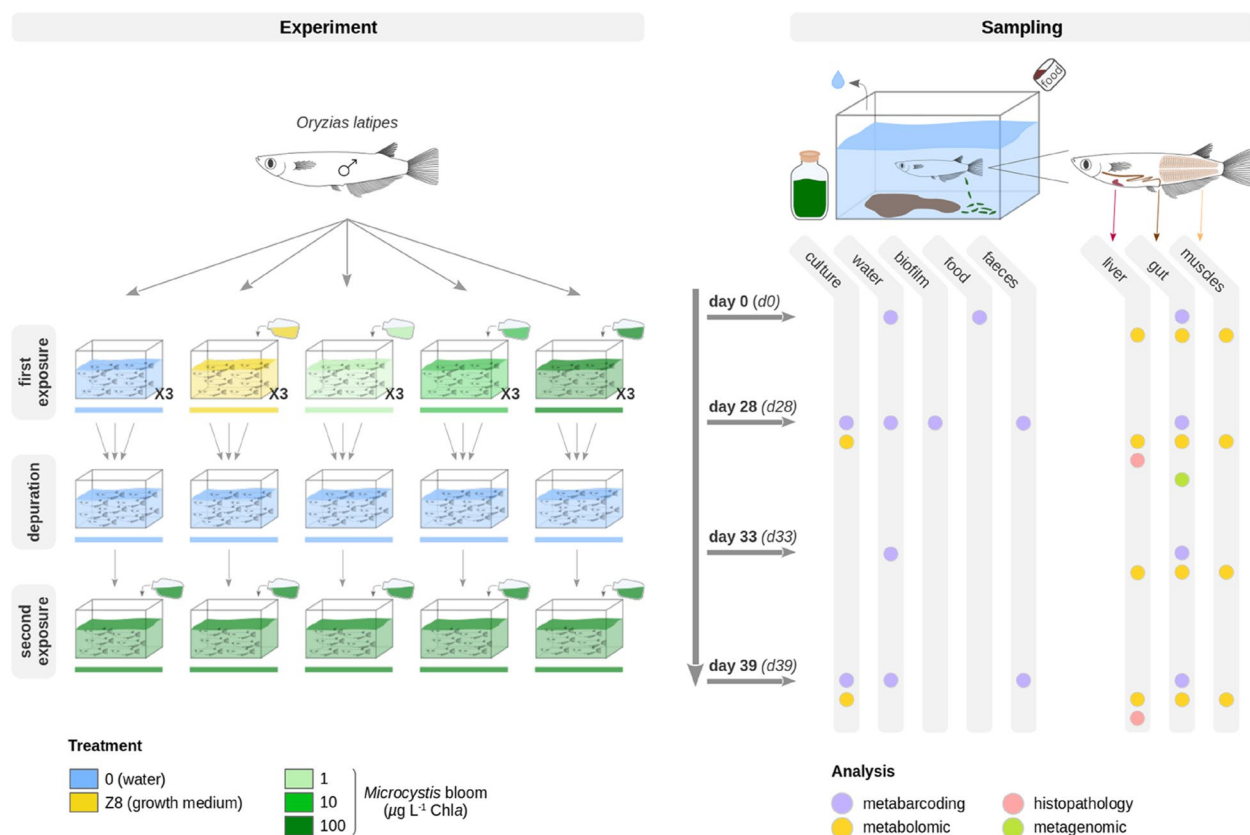 Experiment
Oryzias latipes
first
exposure
X3
X3
X3
X3
X3
depuration
second
exposure
Treatment
0 (water)
Z8 (growth medium)
1
10
100
Microcystis bloom
(µg L-1 Chla)
Sampling
food
culture
water
biofilm
food
faeces
liver
gut
muscles
day 0 (d0)
day 28 (d28)
day 33 (d33)
day 39 (d39)
Analysis
metabarcoding
metabolomic
histopathology
metagenomic